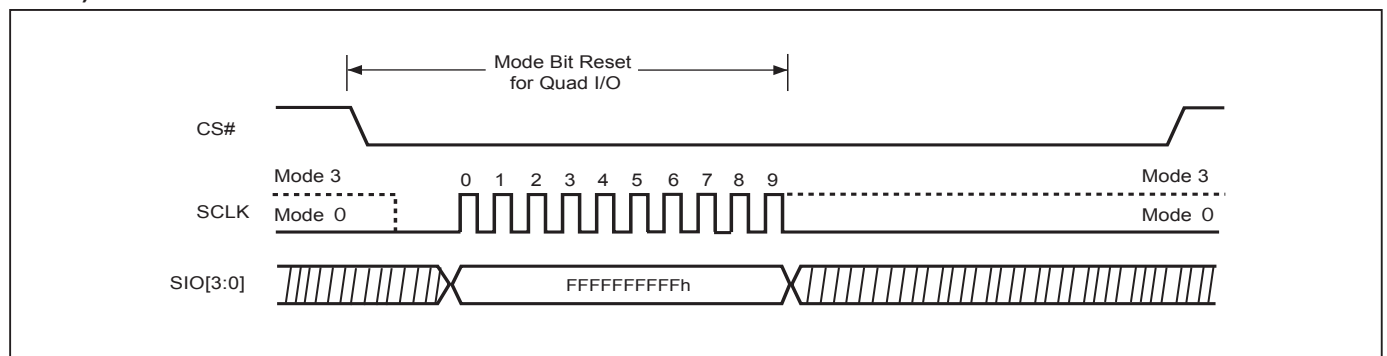 Mode Bit Reset
for Quad I/O
CS#
Mode 3 0 1 2 3 4 5 6 7 8 9 Mode 3
SCLK Mode 0 Mode 0
SIO[3:0] FFFFFFFFFFh